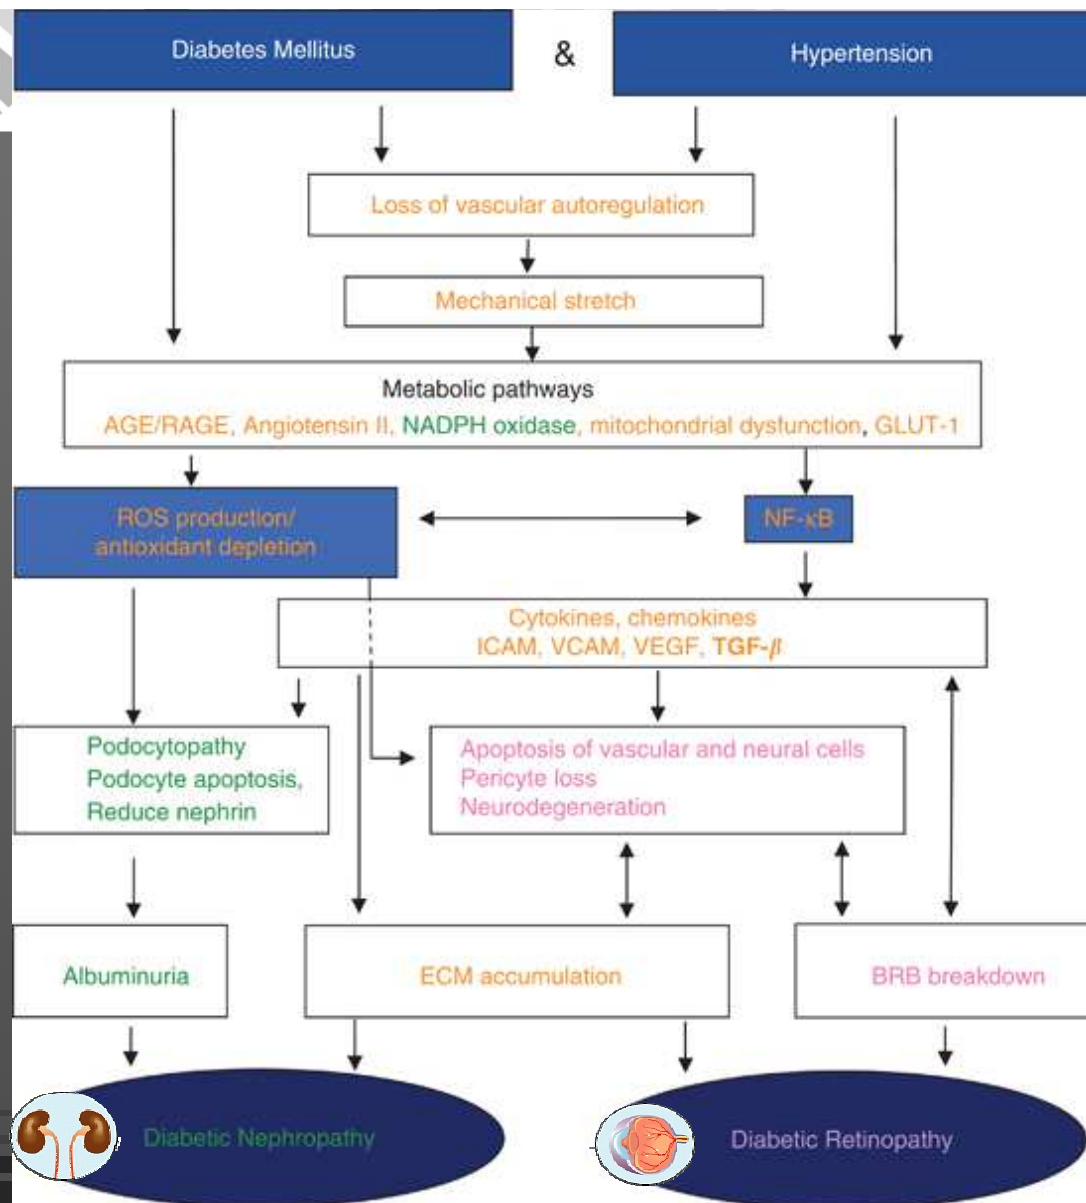 Diabetes Mellitus
&
Hypertension
Loss of vascular autoregulation
Mechanical stretch
Metabolic pathways
AGE/RAGE, Angiotensin II, NADPH oxidase, mitochondrial dysfunction, GLUT-1
ROS production/
antioxidant depletion
NF-κB
Cytokines, chemokines
ICAM, VCAM, VEGF, TGF-β
Podocytopathy
Podocyte apoptosis,
Reduce nephrin
Apoptosis of vascular and neural cells
Pericyte loss
Neurodegeneration
Albuminuria
ECM accumulation
BRB breakdown
Diabetic Nephropathy
Diabetic Retinopathy